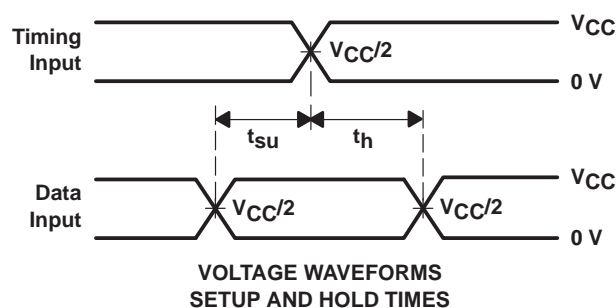 Timing
Input
VCC
VCC/2
0 V
tsu
th
Data
Input
VCC
VCC/2
VCC/2
0 V
VOLTAGE WAVEFORMS
SETUP AND HOLD TIMES